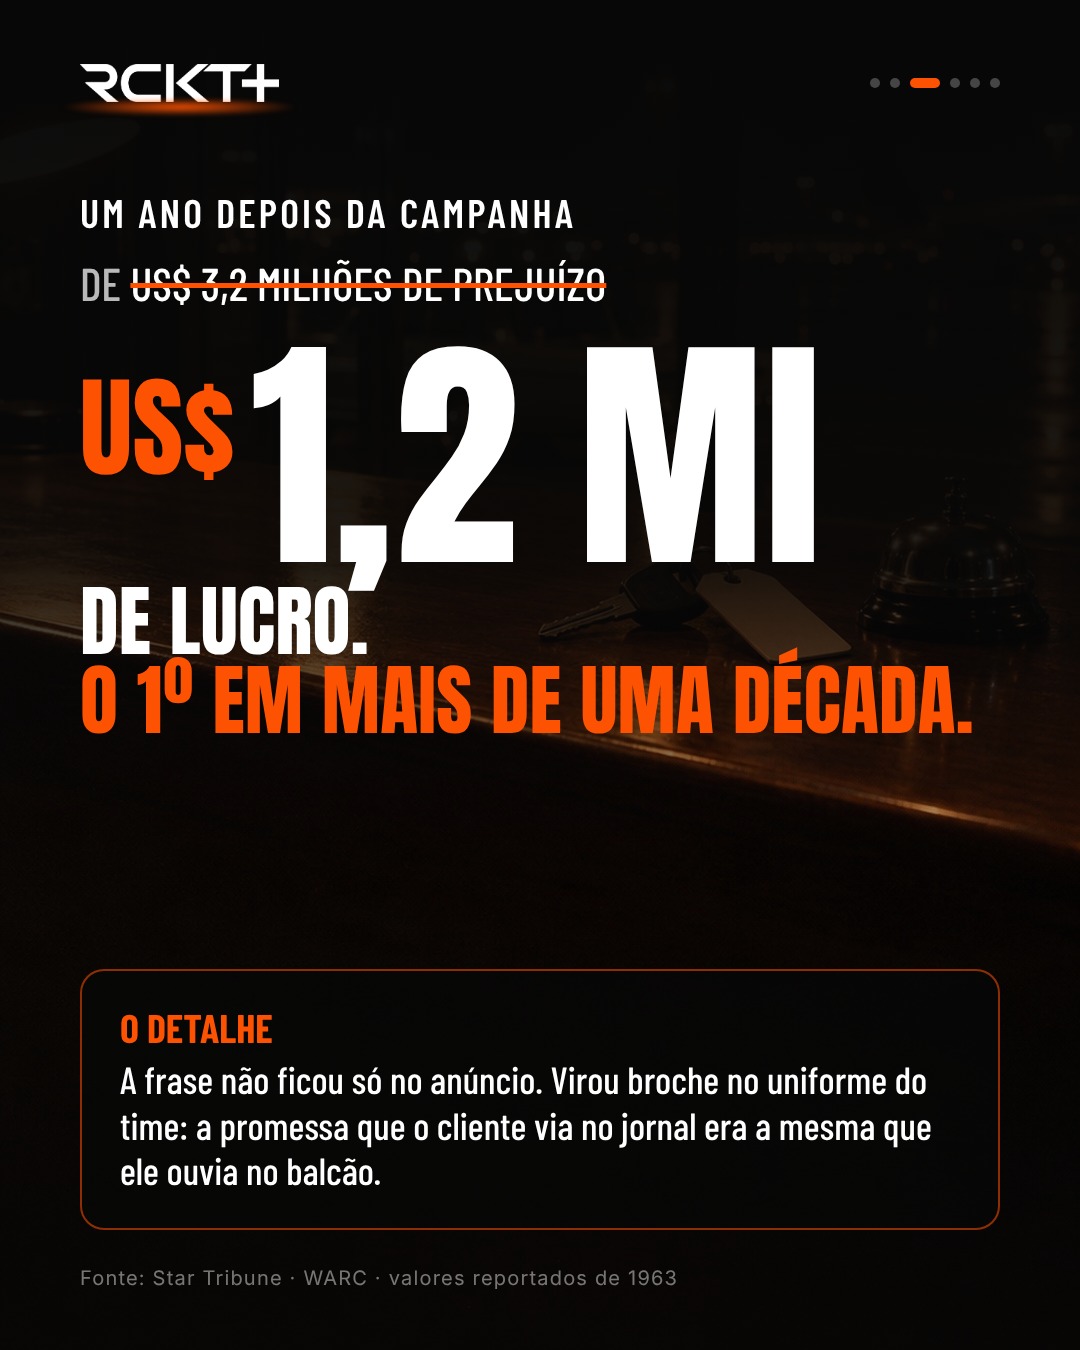 RCKT+
UM ANO DEPOIS DA CAMPANHA
DE US$ 3,2 MILHÕES DE PREJUÍZO
US$ 1,2 MI
DE LUCRO.
O 1º EM MAIS DE UMA DÉCADA.
O DETALHE
A frase não ficou só no anúncio. Virou broche no uniforme do
time: a promessa que o cliente via no jornal era a mesma que
ele ouvia no balcão.
Fonte: Star Tribune · WARC · valores reportados de 1963